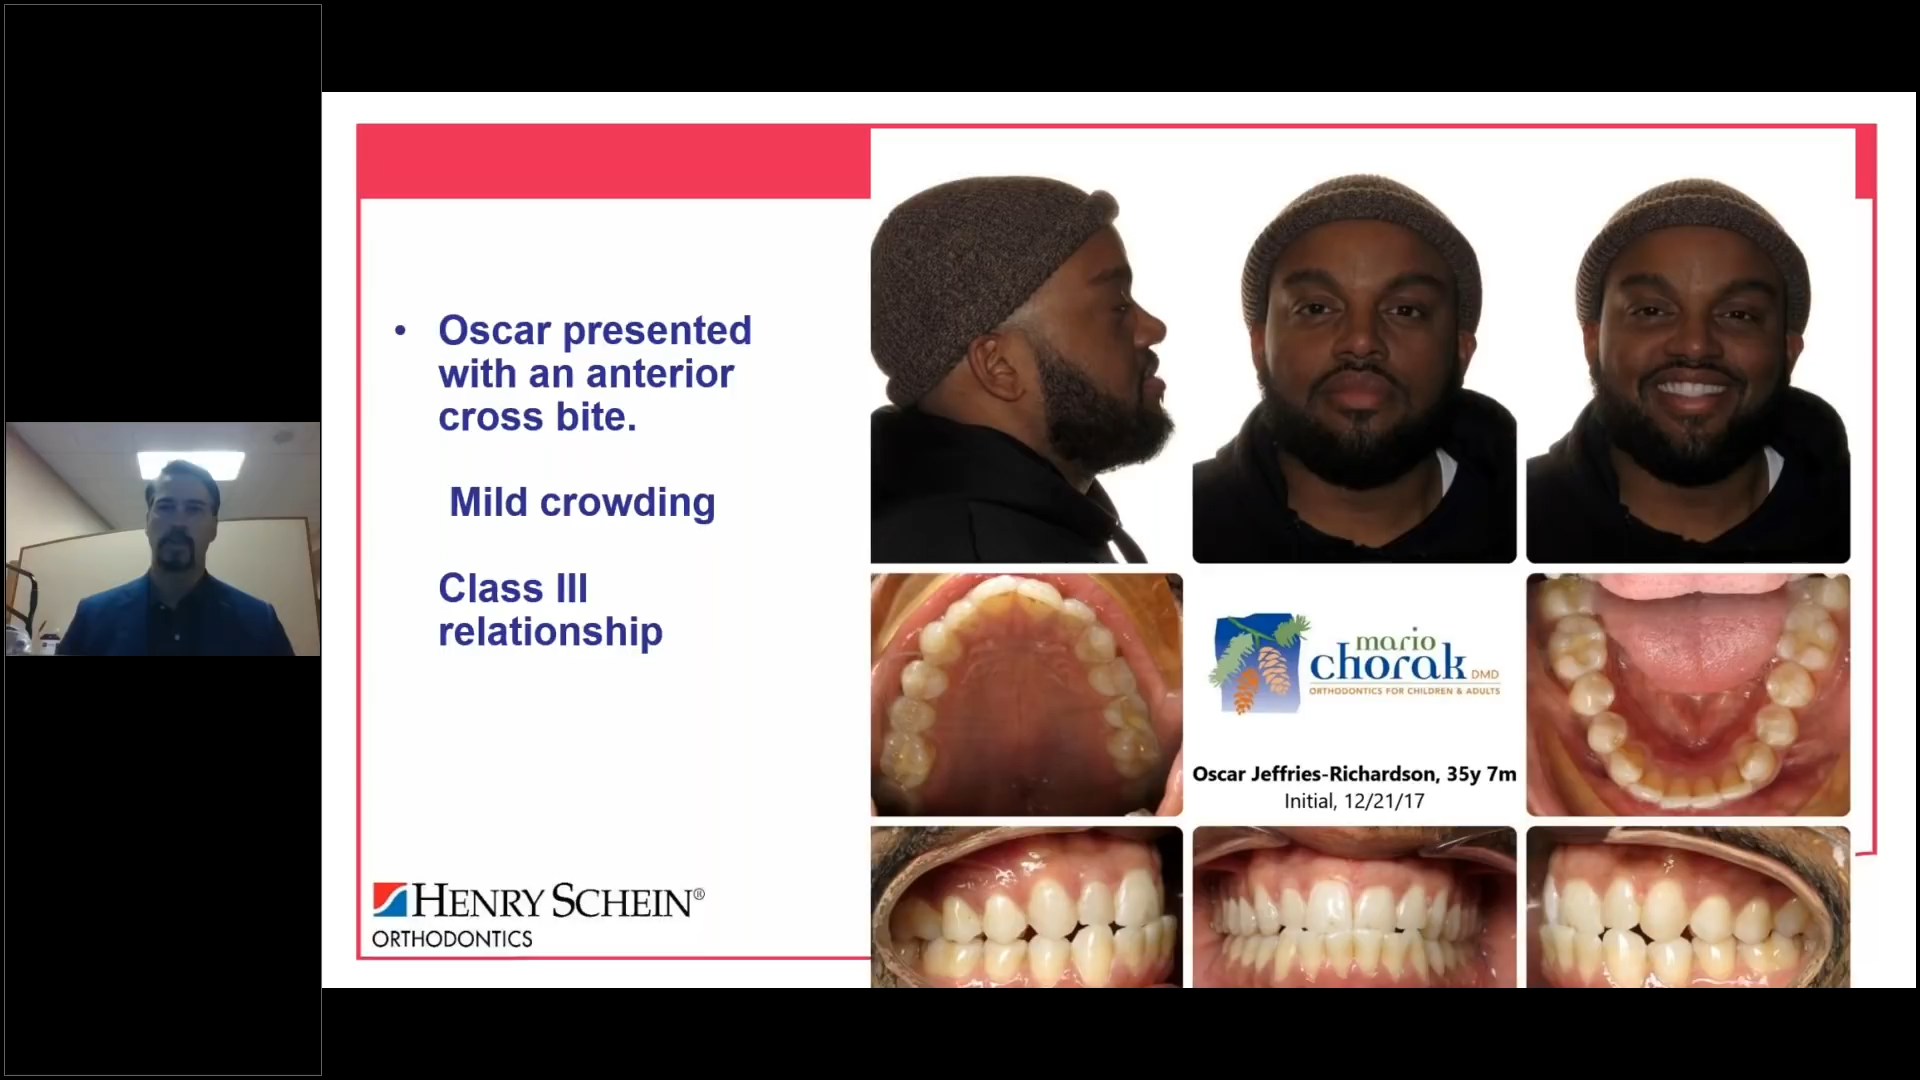 • Oscar presented
with an anterior
cross bite.
Mild crowding
Class III
relationship
HENRY SCHEIN®
ORTHODONTICS
mario
chorak DMD
ORTHODONTICS FOR CHILDREN & ADULTS
Oscar Jeffries-Richardson, 35y 7m
Initial, 12/21/17